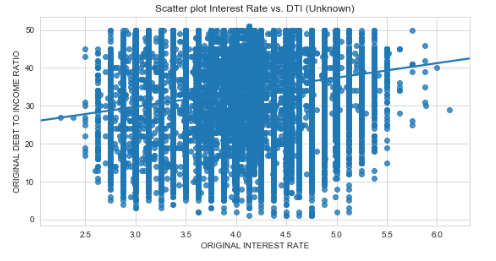 Scatter plot Interest Rate vs. DTI (Unknown)
ORIGINAL DEBT TO INCOME RATIO
50
40
30
20
10
0
2.5 3.0 3.5 4.0 4.5 5.0 5.5 6.0
ORIGINAL INTEREST RATE